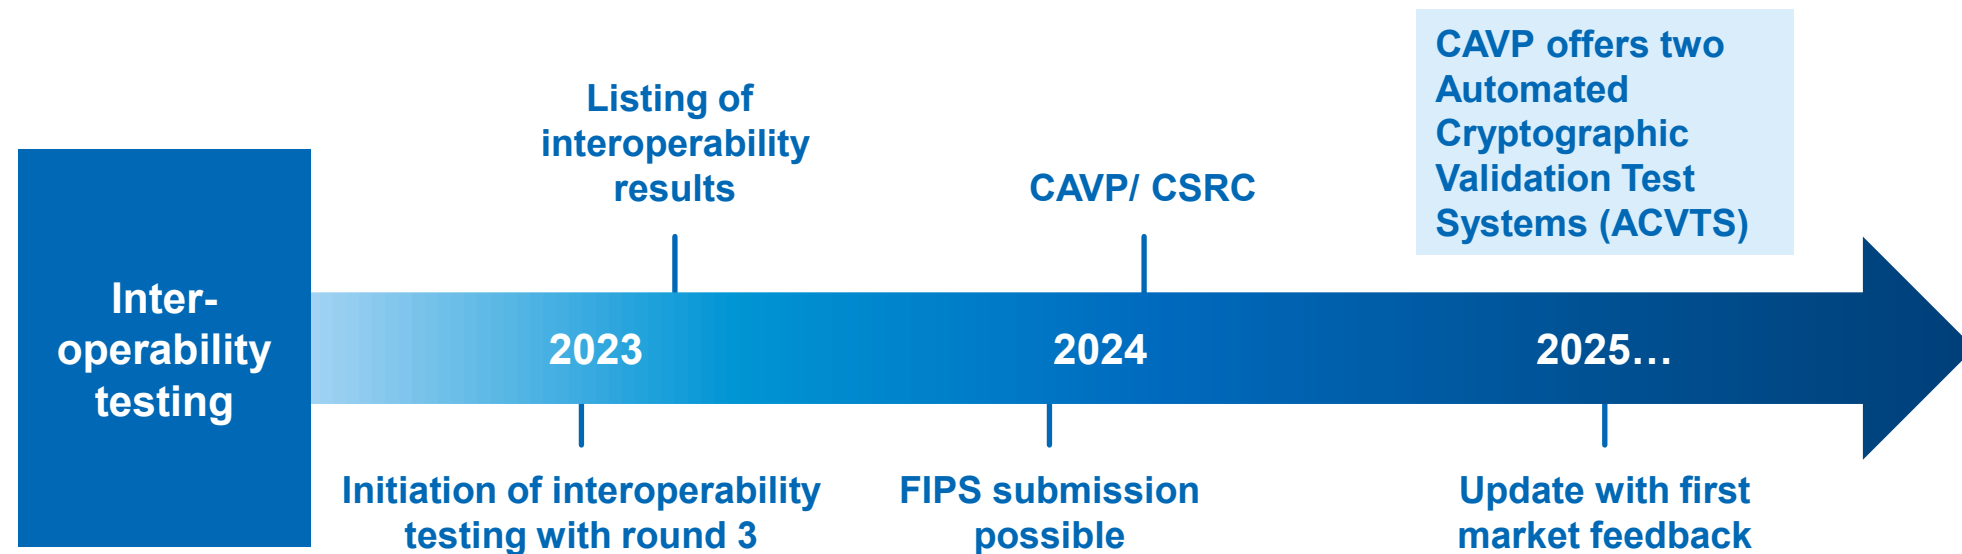 Inter-
operability
testing
Listing of
interoperability
results
CAVP/ CSRC
CAVP offers two
Automated
Cryptographic
Validation Test
Systems (ACVTS)
2023
2024
2025…
Initiation of interoperability
testing with round 3
FIPS submission
possible
Update with first
market feedback